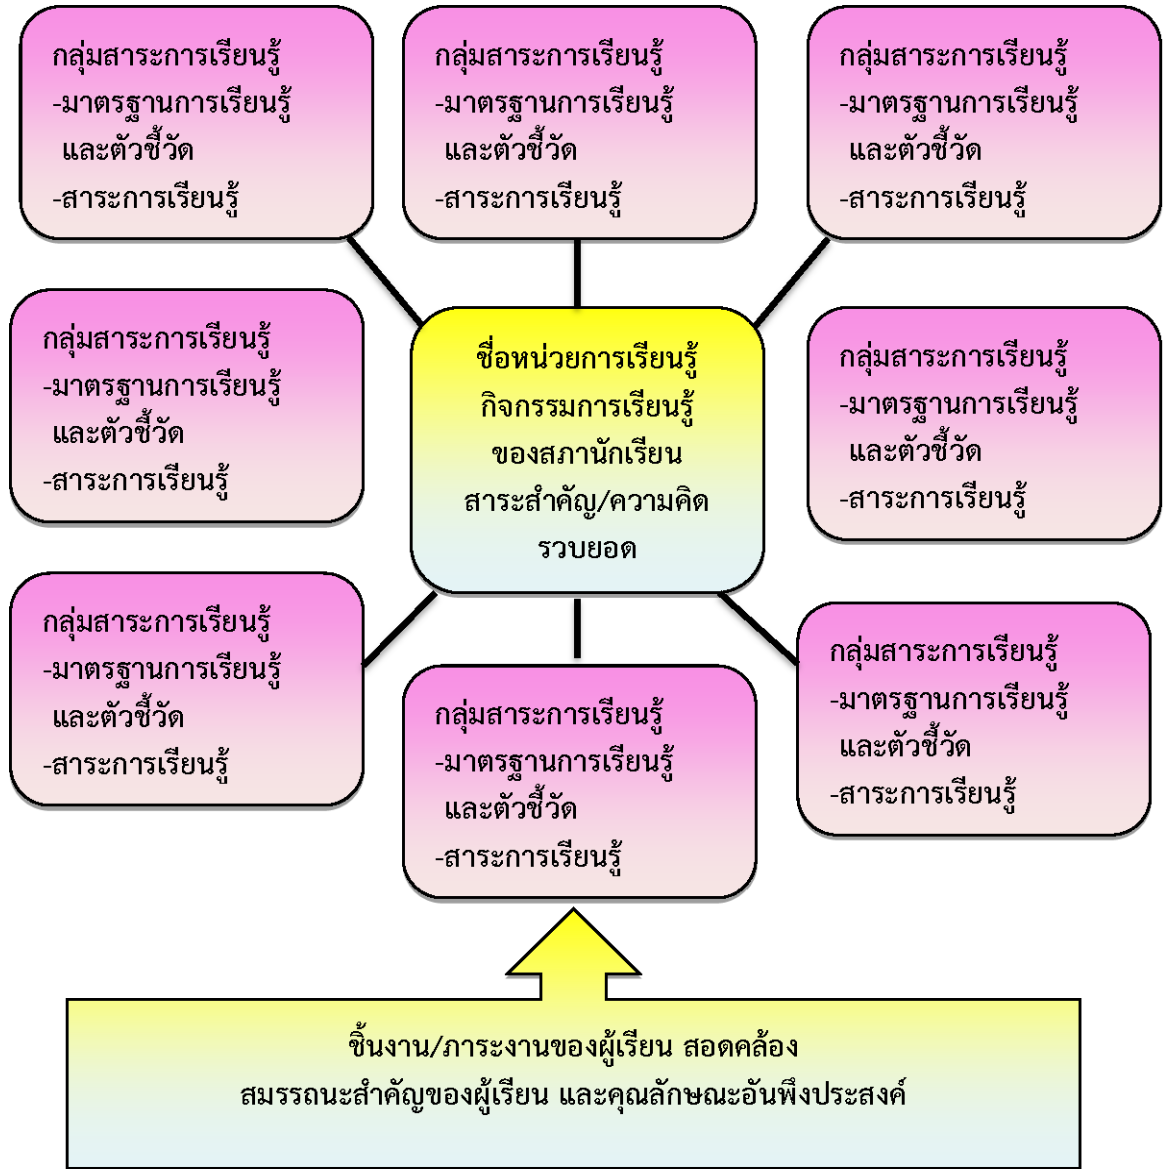 กลุ่มสาระการเรียนรู้
-มาตรฐานการเรียนรู้
และตัวชี้วัด
-สาระการเรียนรู้
กลุ่มสาระการเรียนรู้
-มาตรฐานการเรียนรู้
และตัวชี้วัด
-สาระการเรียนรู้
กลุ่มสาระการเรียนรู้
-มาตรฐานการเรียนรู้
และตัวชี้วัด
-สาระการเรียนรู้
กลุ่มสาระการเรียนรู้
-มาตรฐานการเรียนรู้
และตัวชี้วัด
-สาระการเรียนรู้
ชื่อหน่วยการเรียนรู้
กิจกรรมการเรียนรู้
ของสภานักเรียน
สาระสำคัญ/ความคิด
รวบยอด
กลุ่มสาระการเรียนรู้
-มาตรฐานการเรียนรู้
และตัวชี้วัด
-สาระการเรียนรู้
กลุ่มสาระการเรียนรู้
-มาตรฐานการเรียนรู้
และตัวชี้วัด
-สาระการเรียนรู้
กลุ่มสาระการเรียนรู้
-มาตรฐานการเรียนรู้
และตัวชี้วัด
-สาระการเรียนรู้
กลุ่มสาระการเรียนรู้
-มาตรฐานการเรียนรู้
และตัวชี้วัด
-สาระการเรียนรู้
ชิ้นงาน/ภาระงานของผู้เรียน สอดคล้อง
สมรรถนะสำคัญของผู้เรียน และคุณลักษณะอันพึงประสงค์